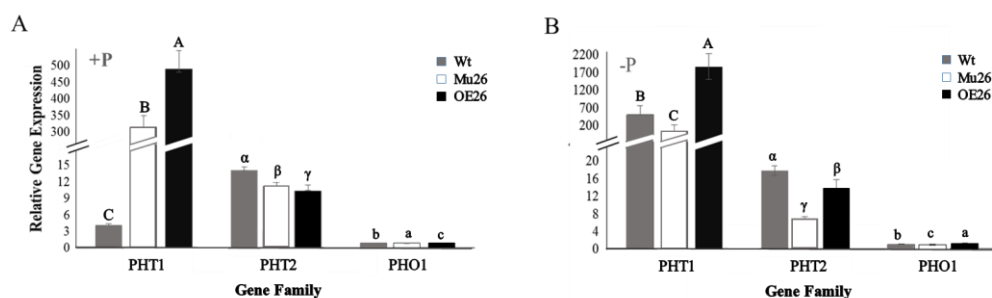 A
+P
Relative Gene Expression
500
450
400
350
300
15
12
9
6
3
0
C
B
A
α
β
γ
b
a
c
Wt
Mu26
OE26
PHT1
PHT2
PHO1
Gene Family
B
-P
2200
1700
1200
700
200
20
16
12
8
4
0
B
C
A
α
γ
β
b
c
a
Wt
Mu26
OE26
PHT1
PHT2
PHO1
Gene Family